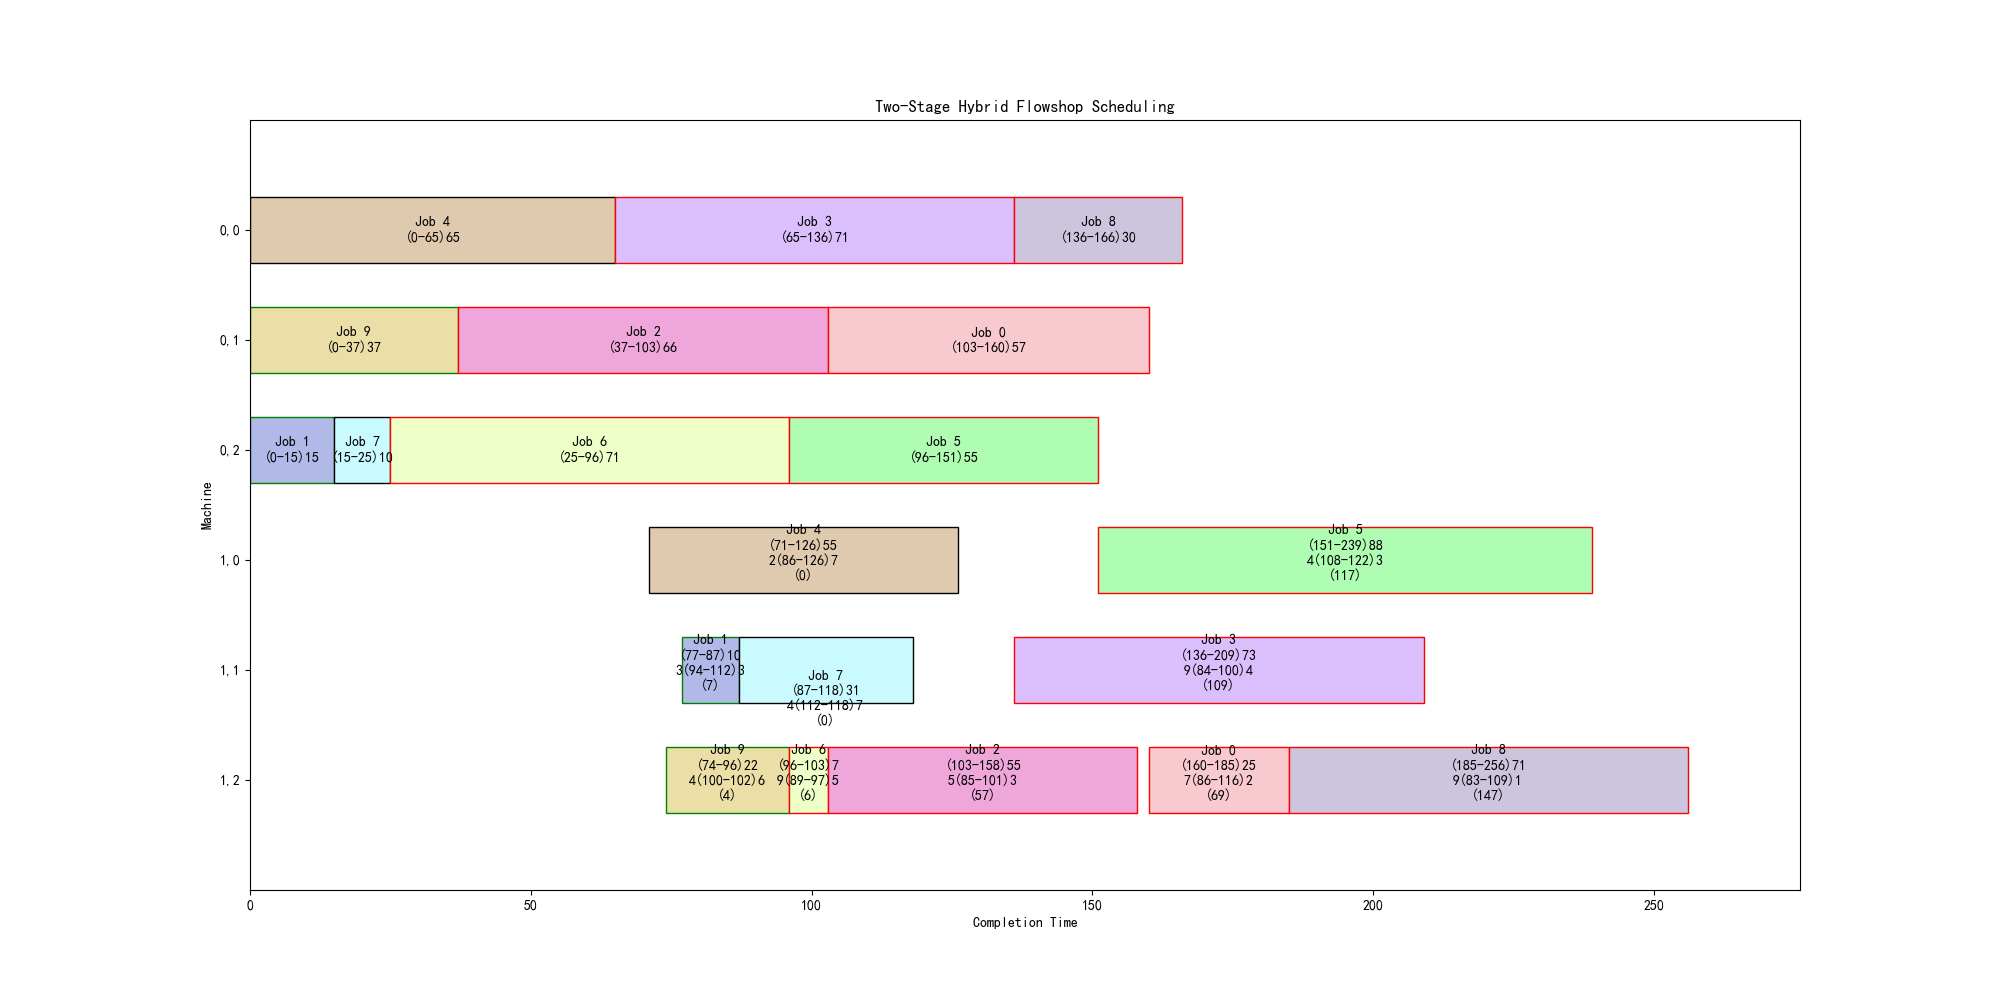 Two-Stage Hybrid Flowshop Scheduling
0,0
Job 4
(0-65)65
Job 3
(65-136)71
Job 8
(136-166)30
0,1
Job 9
(0-37)37
Job 2
(37-103)66
Job 0
(103-160)57
0,2
Job 1
(0-15)15
Job 7
(15-25)10
Job 6
(25-96)71
Job 5
(96-151)55
Machine
1,0
Job 4
(71-126)55
2(86-126)7
(0)
Job 5
(151-239)88
4(108-122)3
(117)
1,1
Job 1
(77-87)10
3(94-112)3
(7)
Job 7
(87-118)31
4(112-118)7
(0)
Job 3
(136-209)73
9(84-100)4
(109)
1,2
Job 9
(74-96)22
4(100-102)6
(4)
Job 6
(96-103)7
9(89-97)5
(6)
Job 2
(103-158)55
5(85-101)3
(57)
Job 0
(160-185)25
7(86-116)2
(69)
Job 8
(185-256)71
9(83-109)1
(147)
0
50
100
150
200
250
Completion Time